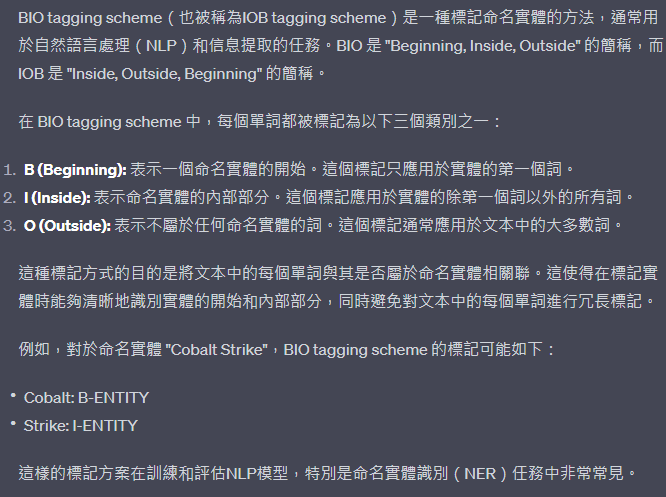 BIO tagging scheme（也被稱為IOB tagging scheme）是一種標記命名實體的方法，通常用
於自然語言處理（NLP）和信息提取的任務。BIO 是 "Beginning, Inside, Outside" 的簡稱，而
IOB 是 "Inside, Outside, Beginning" 的簡稱。
在 BIO tagging scheme 中，每個單詞都被標記為以下三個類別之一：
1. B (Beginning): 表示一個命名實體的開始。這個標記只應用於實體的第一個詞。
2. I (Inside): 表示命名實體的內部部分。這個標記應用於實體的除第一個詞以外的所有詞。
3. O (Outside): 表示不屬於任何命名實體的詞。這個標記通常應用於文本中的大多數詞。
這種標記方式的目的是將文本中的每個單詞與其是否屬於命名實體相關聯。這使得在標記實
體時能夠清晰地識別實體的開始和內部部分，同時避免對文本中的每個單詞進行冗長標記。
例如，對於命名實體 "Cobalt Strike"，BIO tagging scheme 的標記可能如下：
• Cobalt: B-ENTITY
• Strike: I-ENTITY
這樣的標記方案在訓練和評估NLP模型，特別是命名實體識別（NER）任務中非常常見。